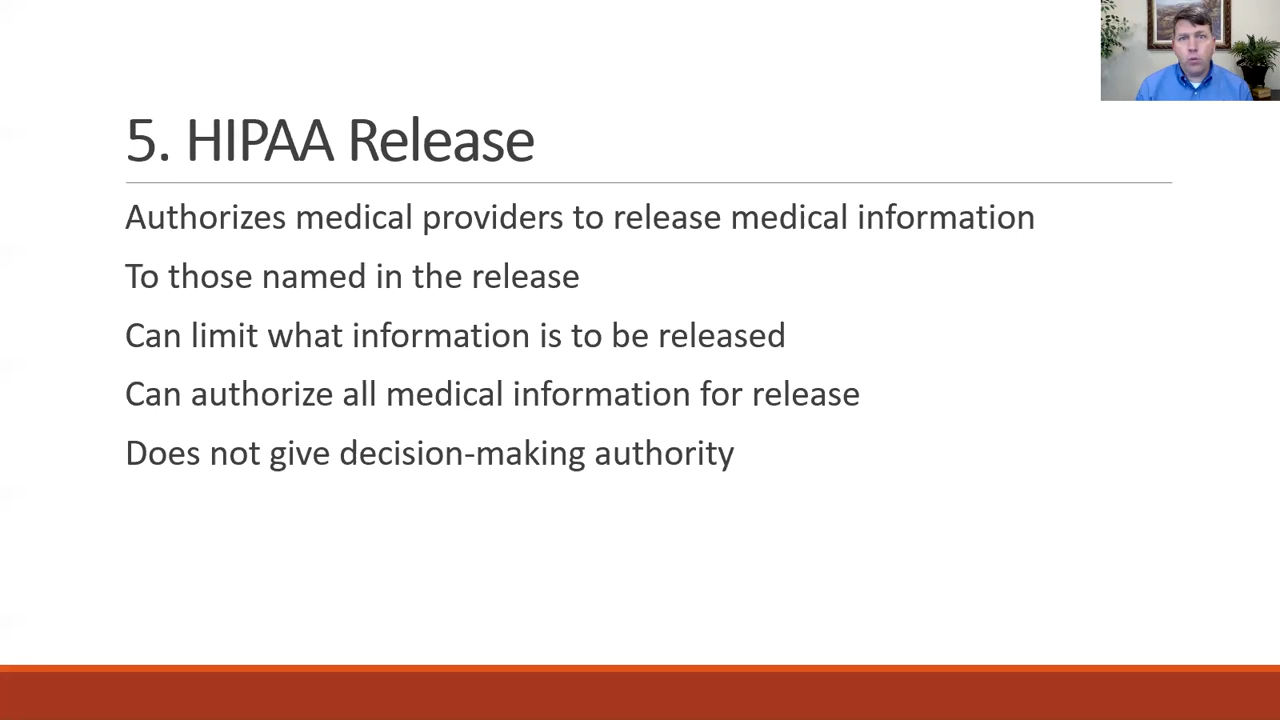 5. HIPAA Release
Authorizes medical providers to release medical information
To those named in the release
Can limit what information is to be released
Can authorize all medical information for release
Does not give decision-making authority